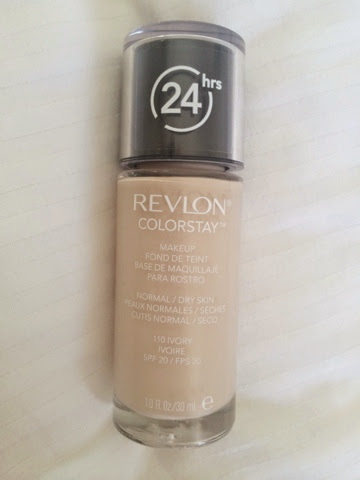 24 hrs
REVLON®
COLORSTAY™
MAKEUP
FOND DE TEINT
BASE DE MAQUILLAJE
PARA ROSTRO
NORMAL / DRY SKIN
PEAUX NORMALES / SÈCHES
CUTIS NORMAL / SECO
110 IVORY
IVOIRE
SPF 20 / FPS 20
1.0 fl Oz/30 ml ℮